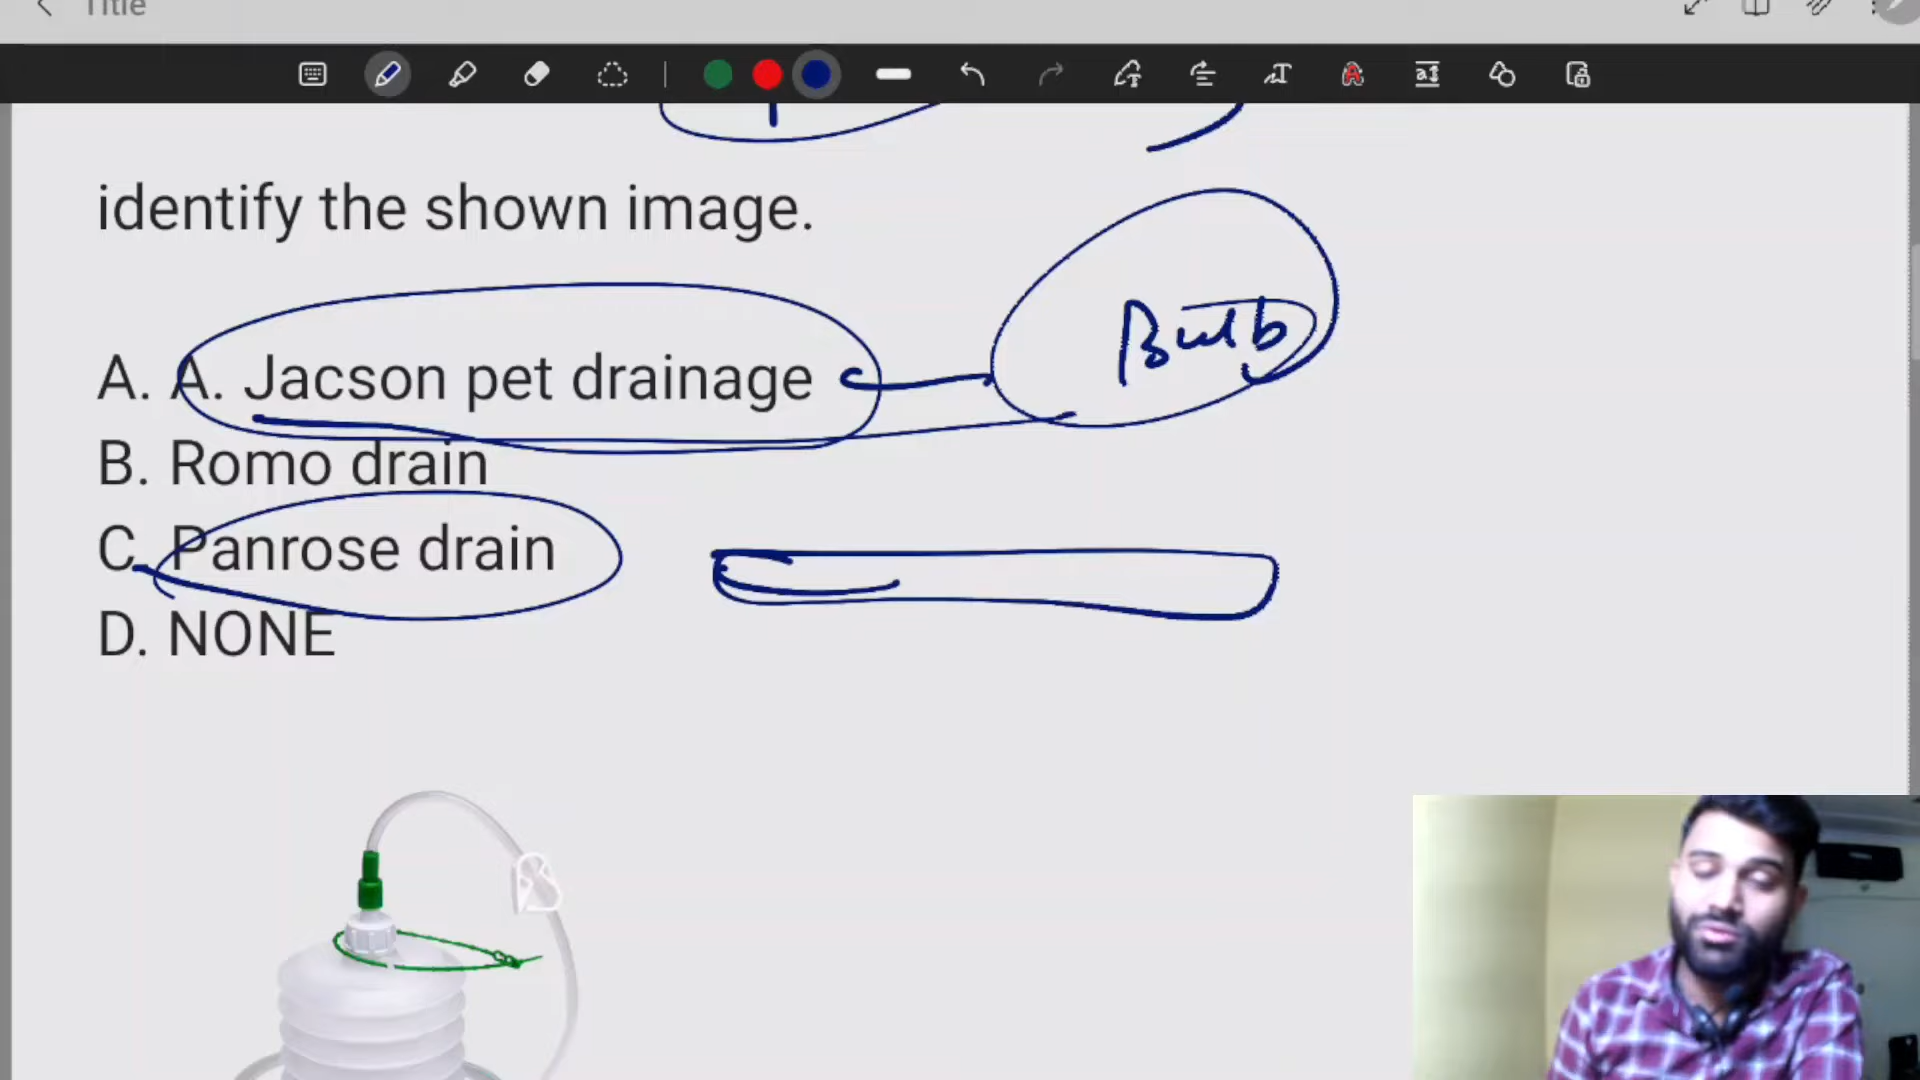 Title
identify the shown image.
Bulb
A. A. Jacson pet drainage
B. Romo drain
C. Panrose drain
D. NONE